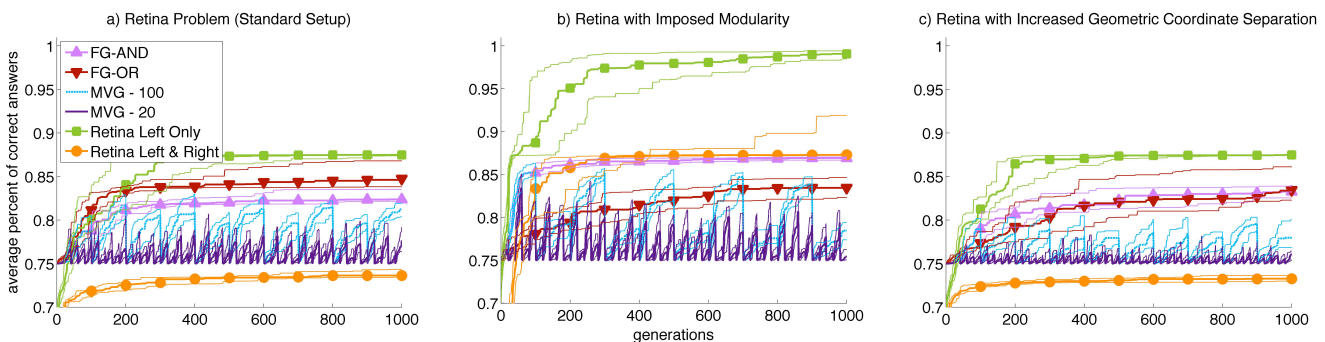 a) Retina Problem (Standard Setup)
b) Retina with Imposed Modularity
c) Retina with Increased Geometric Coordinate Separation
average percent of correct answers
1
0.95
0.9
0.85
0.8
0.75
0.7
FG-AND
FG-OR
MVG - 100
MVG - 20
Retina Left Only
Retina Left & Right
0 200 400 600 800 1000
1
0.95
0.9
0.85
0.8
0.75
0.7
0 200 400 600 800 1000
generations
1
0.95
0.9
0.85
0.8
0.75
0.7
0 200 400 600 800 1000